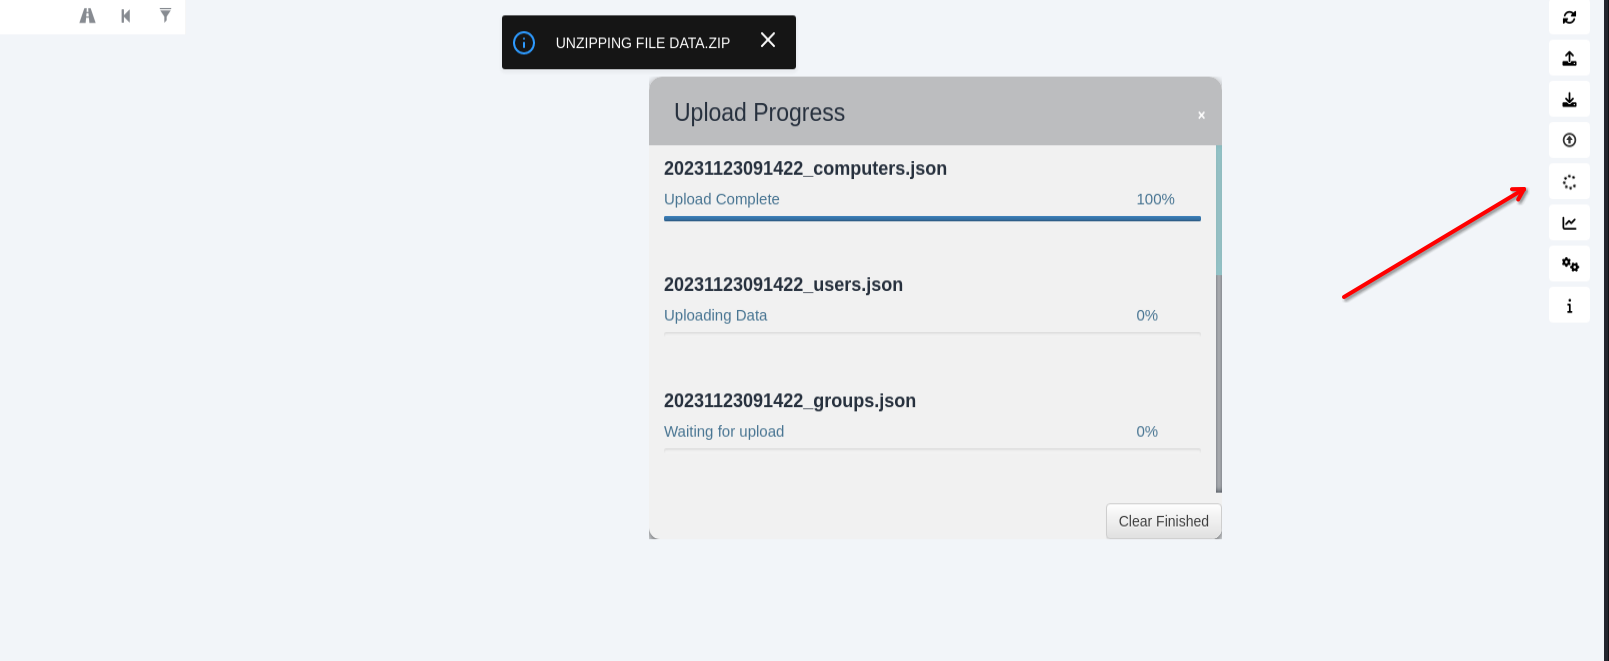 UNZIPPING FILE DATA.ZIP
Upload Progress
x
20231123091422_computers.json
Upload Complete 100%
20231123091422_users.json
Uploading Data 0%
20231123091422_groups.json
Waiting for upload 0%
Clear Finished